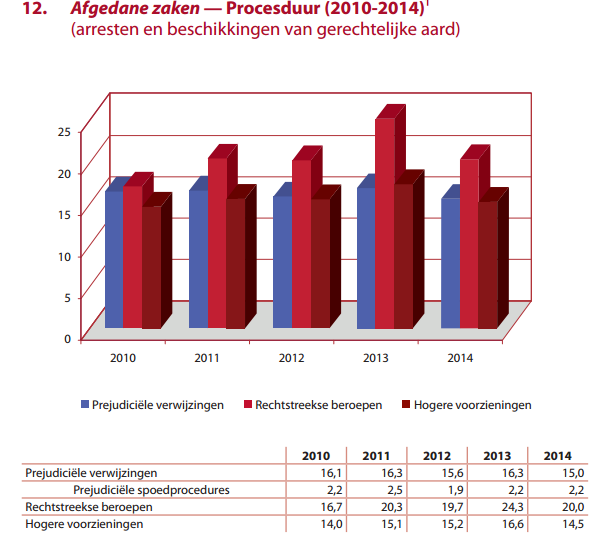 12. Afgedane zaken — Procesduur (2010-2014)¹
(arresten en beschikkingen van gerechtelijke aard)
25
20
15
10
5
0
2010 2011 2012 2013 2014
Prejudiciële verwijzingen Rechtstreekse beroepen Hogere voorzieningen
2010 2011 2012 2013 2014
Prejudiciële verwijzingen 16,1 16,3 15,6 16,3 15,0
Prejudiciële spoedprocedures 2,2 2,5 1,9 2,2 2,2
Rechtstreekse beroepen 16,7 20,3 19,7 24,3 20,0
Hogere voorzieningen 14,0 15,1 15,2 16,6 14,5